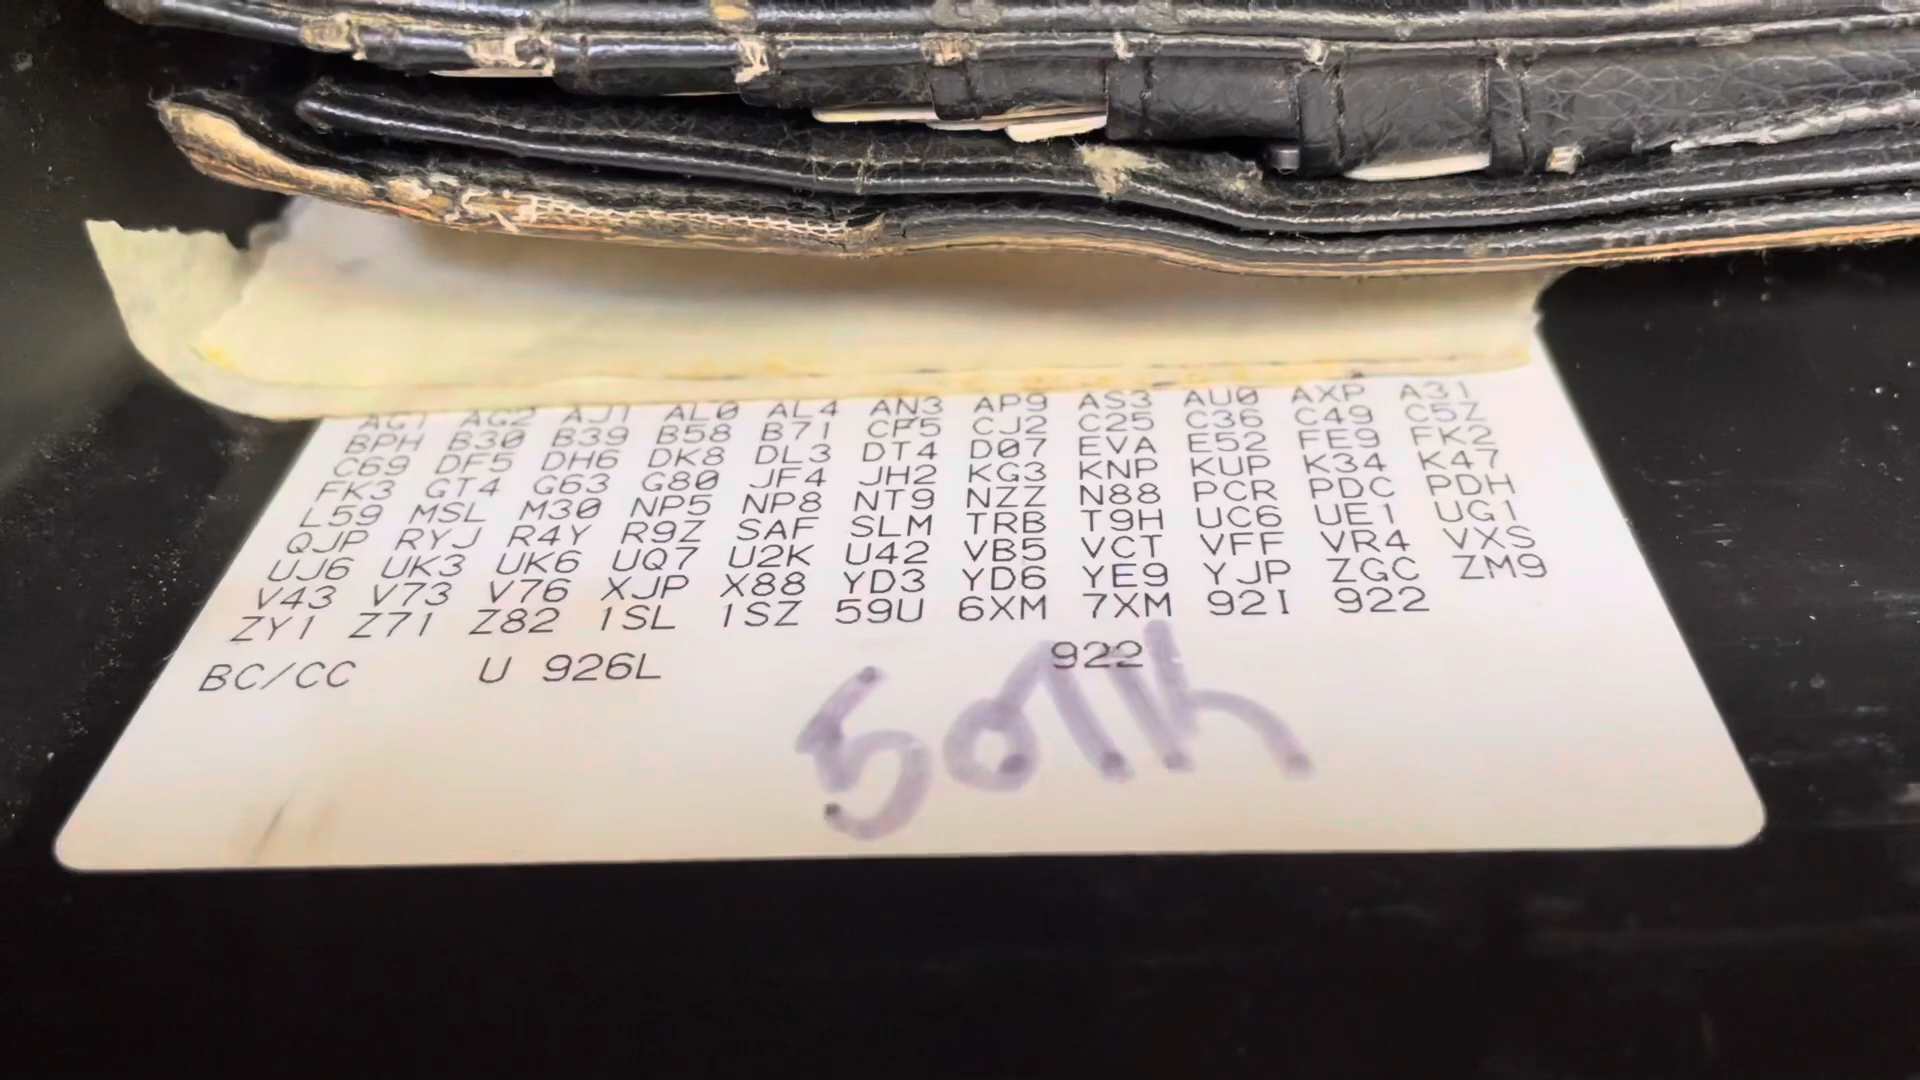 AG1 AG2 AJ1 AL0 AL4 AN3 AP9 AS3 AU0 AXP A31
BPH B30 B39 B58 B71 CF5 CJ2 C25 C36 C49 C5Z
C69 DF5 DH6 DK8 DL3 DT4 D07 EVA E52 FE9 FK2
FK3 GT4 G63 G80 JF4 JH2 KG3 KNP KUP K34 K47
L59 MSL M30 NP5 NP8 NT9 NZZ N88 PCR PDC PDH
QJP RYJ R4Y R9Z SAF SLM TRB T9H UC6 UE1 UG1
UJ6 UK3 UK6 UQ7 U2K U42 VB5 VCT VFF VR4 VXS
V43 V73 V76 XJP X88 YD3 YD6 YE9 YJP ZGC ZM9
ZY1 Z71 Z82 1SL 1SZ 59U 6XM 7XM 92I 922
BC/CC U 926L 922